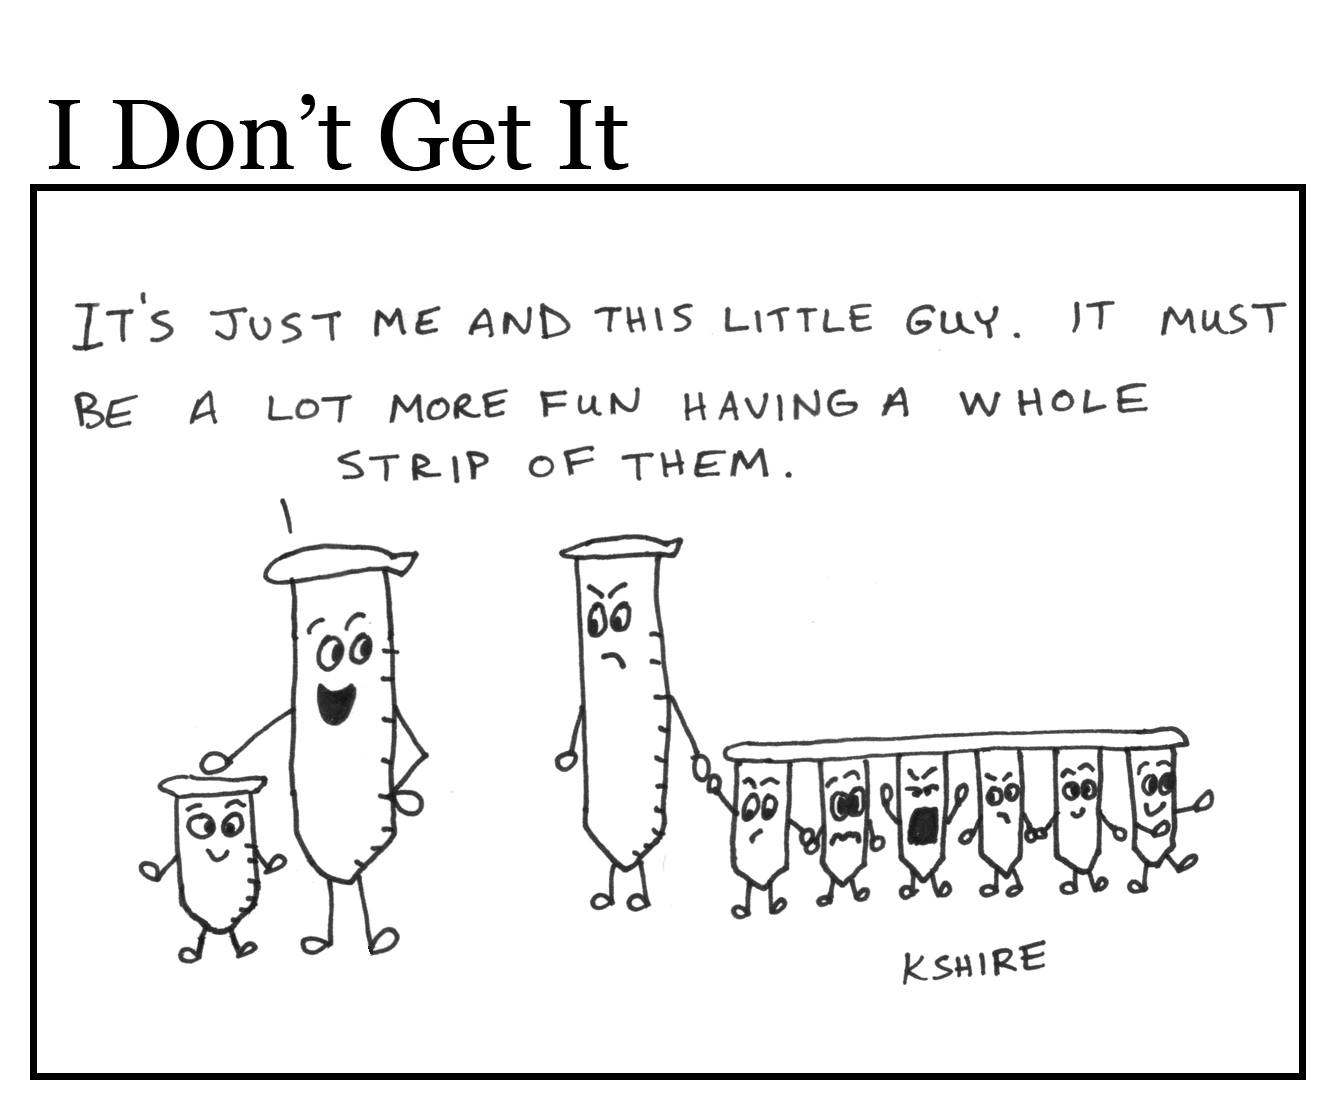 I Don’t Get It
IT'S JUST ME AND THIS LITTLE GUY. IT MUST
BE A LOT MORE FUN HAVING A WHOLE
STRIP OF THEM.
KSHIRE